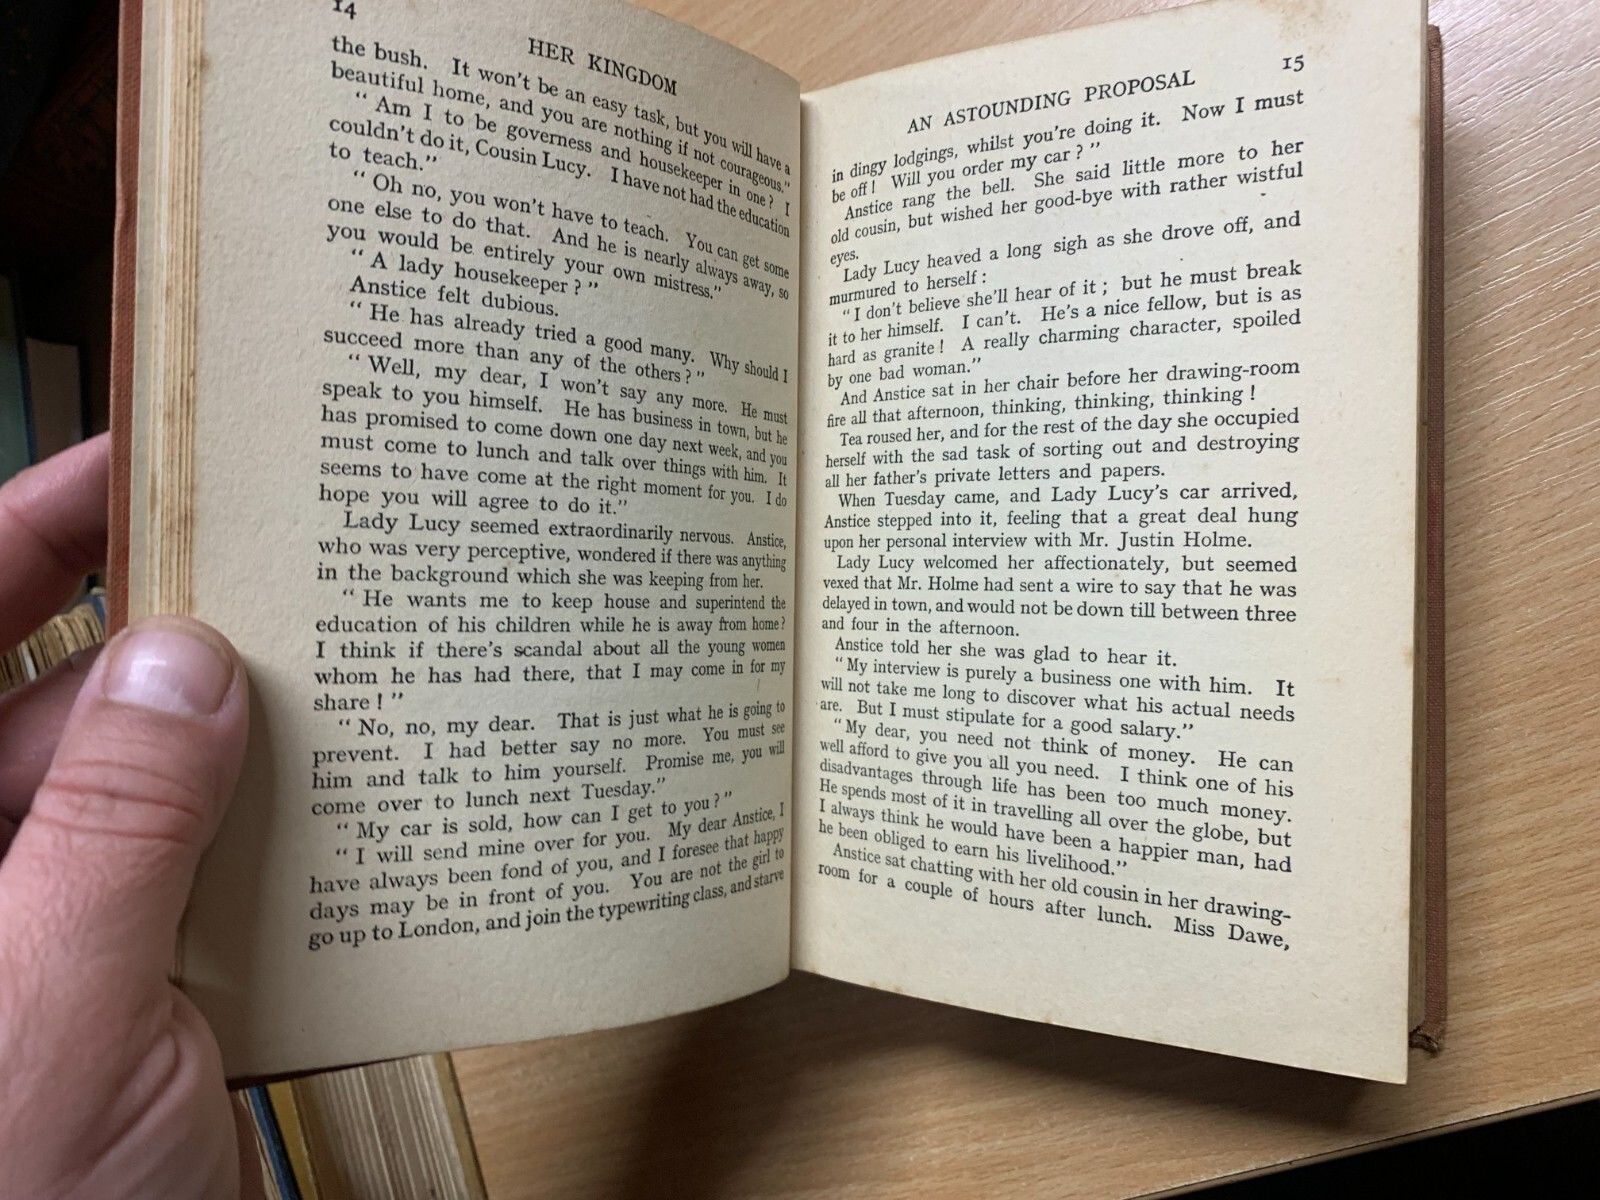 14
HER KINGDOM
the bush. It won't be an easy task, but you will have a
beautiful home, and you are nothing if not courageous."
"Am I to be governess and housekeeper in one? I
couldn't do it, Cousin Lucy. I have not had the education
to teach."
"Oh no, you won't have to teach. You can get some
one else to do that. And he is nearly always away, so
you would be entirely your own mistress."
"A lady housekeeper?"
Anstice felt dubious.
"He has already tried a good many. Why should I
succeed more than any of the others?"
"Well, my dear, I won't say any more. He must
speak to you himself. He has business in town, but he
has promised to come down one day next week, and you
must come to lunch and talk over things with him. It
seems to have come at the right moment for you. I do
hope you will agree to do it."
Lady Lucy seemed extraordinarily nervous. Anstice,
who was very perceptive, wondered if there was anything
in the background which she was keeping from her.
"He wants me to keep house and superintend the
education of his children while he is away from home?
I think if there's scandal about all the young women
whom he has had there, that I may come in for my
share!"
"No, no, my dear. That is just what he is going to
prevent. I had better say no more. You must see
him and talk to him yourself. Promise me, you will
come over to lunch next Tuesday."
"My car is sold, how can I get to you?"
"I will send mine over for you. My dear Anstice, I
have always been fond of you, and I foresee that happy
days may be in front of you. You are not the girl to
go up to London, and join the typewriting class, and starve
AN ASTOUNDING PROPOSAL
15
in dingy lodgings, whilst you're doing it. Now I must
be off! Will you order my car?"
Anstice rang the bell. She said little more to her
old cousin, but wished her good-bye with rather wistful
eyes.
Lady Lucy heaved a long sigh as she drove off, and
murmured to herself:
"I don't believe she'll hear of it; but he must break
it to her himself. I can't. He's a nice fellow, but is as
hard as granite! A really charming character, spoiled
by one bad woman."
And Anstice sat in her chair before her drawing-room
fire all that afternoon, thinking, thinking, thinking!
Tea roused her, and for the rest of the day she occupied
herself with the sad task of sorting out and destroying
all her father's private letters and papers.
When Tuesday came, and Lady Lucy's car arrived,
Anstice stepped into it, feeling that a great deal hung
upon her personal interview with Mr. Justin Holme.
Lady Lucy welcomed her affectionately, but seemed
vexed that Mr. Holme had sent a wire to say that he was
delayed in town, and would not be down till between three
and four in the afternoon.
Anstice told her she was glad to hear it.
"My interview is purely a business one with him. It
will not take me long to discover what his actual needs
are. But I must stipulate for a good salary."
"My dear, you need not think of money. He can
well afford to give you all you need. I think one of his
disadvantages through life has been too much money.
He spends most of it in travelling all over the globe, but
I always think he would have been a happier man, had
he been obliged to earn his livelihood."
Anstice sat chatting with her old cousin in her drawing-
room for a couple of hours after lunch. Miss Dawe,